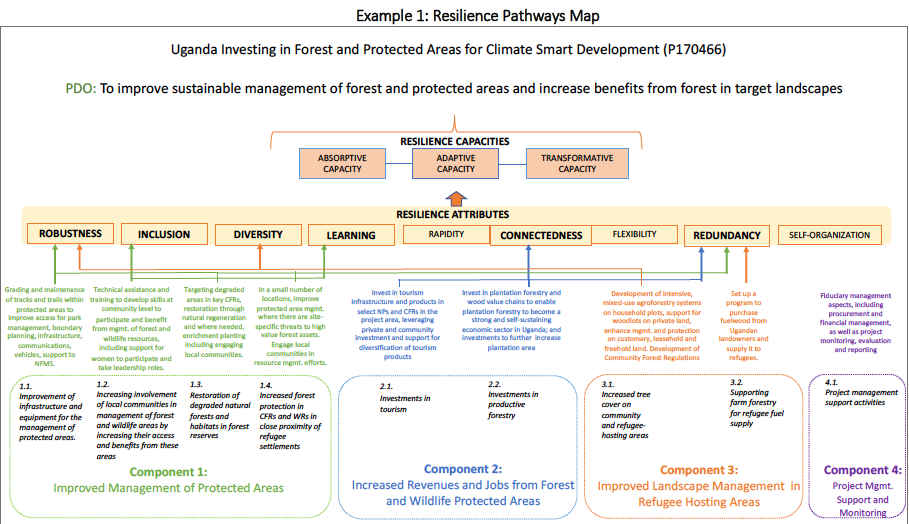 Example 1: Resilience Pathways Map
Uganda Investing in Forest and Protected Areas for Climate Smart Development (P170466)
PDO: To improve sustainable management of forest and protected areas and increase benefits from forest in target landscapes
RESILIENCE CAPACITIES
ABSORPTIVE
CAPACITY
ADAPTIVE
CAPACITY
TRANSFORMATIVE
CAPACITY
RESILIENCE ATTRIBUTES
ROBUSTNESS
INCLUSION
DIVERSITY
LEARNING
RAPIDITY
CONNECTEDNESS
FLEXIBILITY
REDUNDANCY
SELF-ORGANIZATION
Grading and maintenance
of tracks and trails within
protected areas to
improve access for park
management, boundary
planning, infrastructure,
communications,
vehicles, support to
NFMS.
Technical assistance and
training to develop skills at
community level to
participate and benefit
from mgmt. of forest and
wildlife resources,
including support for
women to participate and
take leadership roles.
Targeting degraded
areas in key CFRs,
restoration through
natural regeneration
and where needed,
enrichment planting
including engaging
local communities.
In a small number of
locations, improve
protected area mgmt.
where there are site-
specific threats to high
value forest assets.
Engage local
communities in
resource mgmt. efforts.
Invest in tourism
infrastructure and products in
select NPs and CFRs in the
project area, leveraging
private and community
investment and support for
diversification of tourism
products
Invest in plantation forestry and
wood value chains to enable
plantation forestry to become a
strong and self-sustaining
economic sector in Uganda; and
investments to further increase
plantation area
Development of intensive,
mixed-use agroforestry systems
on household plots, support for
woodlots on private land,
enhance mgmt. and protection
on customary, leasehold and
freehold land. Development of
Community Forest Regulations
Set up a
program to
purchase
fuelwood from
Ugandan
landowners and
supply it to
refugees.
Fiduciary management
aspects, including
procurement and
financial management,
as well as project
monitoring, evaluation
and reporting
1.1.
Improvement of
infrastructure and
equipment for the
management of
protected areas.
1.2.
Increasing involvement
of local communities in
management of forest
and wildlife areas by
increasing their access
and benefits from these
areas
1.3.
Restoration of
degraded natural
forests and
habitats in forest
reserves
1.4.
Increased forest
protection in
CFRs and WRs in
close proximity of
refugee
settlements
2.1.
Investments in
tourism
2.2.
Investments in
productive
forestry
3.1.
Increased tree
cover on
community
and refugee-
hosting areas
3.2.
Supporting
farm forestry
for refugee fuel
supply
4.1.
Project management
support activities
Component 1:
Improved Management of Protected Areas
Component 2:
Increased Revenues and Jobs from Forest
and Wildlife Protected Areas
Component 3:
Improved Landscape Management in
Refugee Hosting Areas
Component 4:
Project Mgmt.
Support and
Monitoring